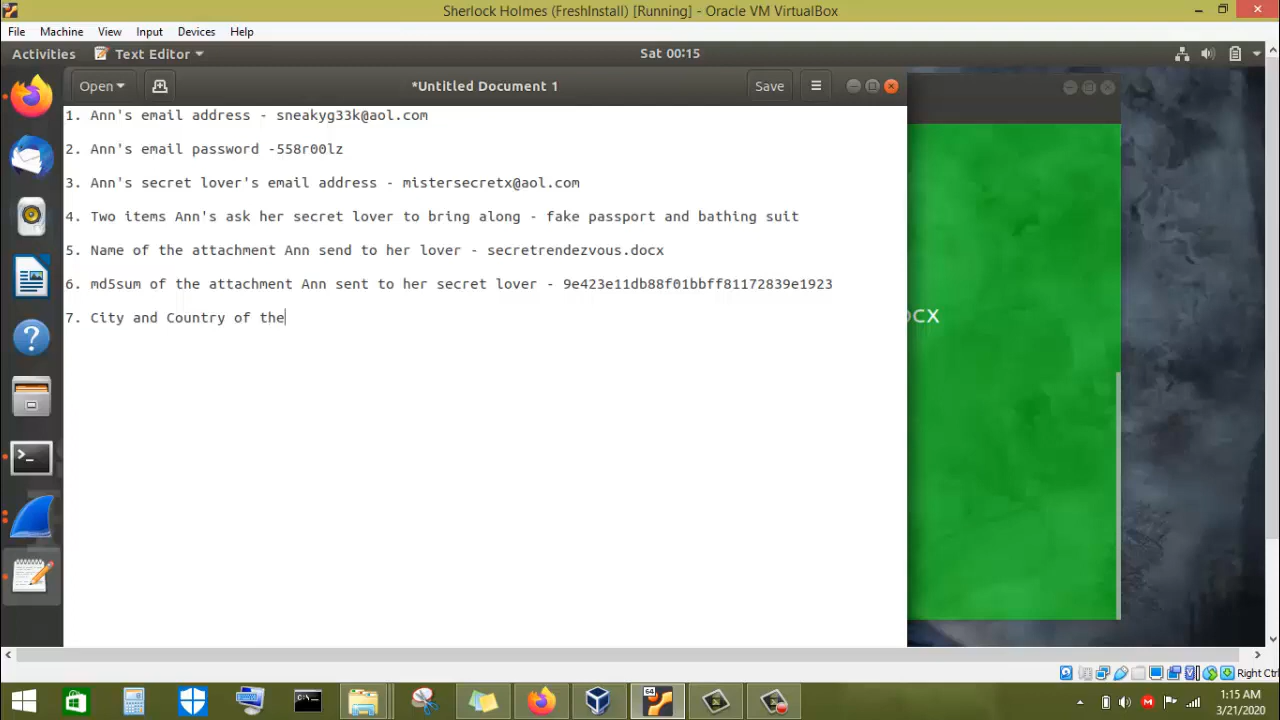 Sherlock Holmes (FreshInstall) [Running] - Oracle VM VirtualBox
File Machine View Input Devices Help
Activities Text Editor Sat 00:15
Open *Untitled Document 1 Save
1. Ann's email address - sneakyg33k@aol.com
2. Ann's email password -558r00lz
3. Ann's secret lover's email address - mistersecretx@aol.com
4. Two items Ann's ask her secret lover to bring along - fake passport and bathing suit
5. Name of the attachment Ann send to her lover - secretrendezvous.docx
6. md5sum of the attachment Ann sent to her secret lover - 9e423e11db88f01bbff81172839e1923
7. City and Country of the
ocx
Right Ctrl
64
1:15 AM
3/21/2020